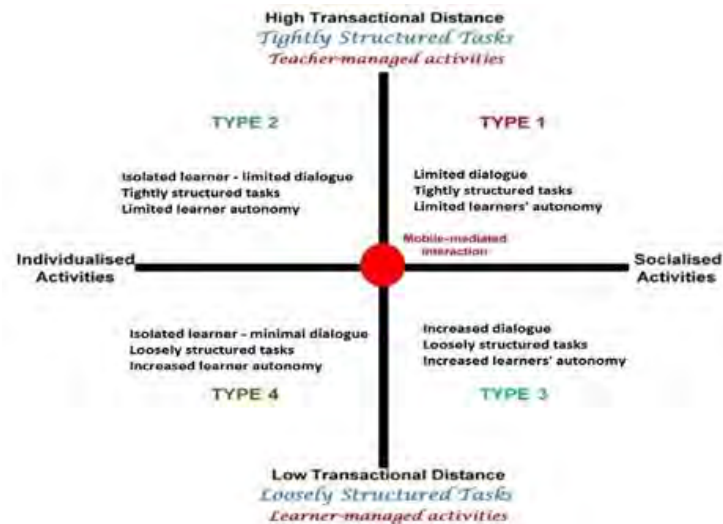 High Transactional Distance
Tightly Structured Tasks
Teacher-managed activities
TYPE 2
TYPE 1
Isolated learner - limited dialogue
Tightly structured tasks
Limited learner autonomy
Limited dialogue
Tightly structured tasks
Limited learners' autonomy
Individualised
Activities
Mobile-mediated
interaction
Socialised
Activities
Isolated learner - minimal dialogue
Loosely structured tasks
Increased learner autonomy
Increased dialogue
Loosely structured tasks
Increased learners' autonomy
TYPE 4
TYPE 3
Low Transactional Distance
Loosely Structured Tasks
Learner-managed activities